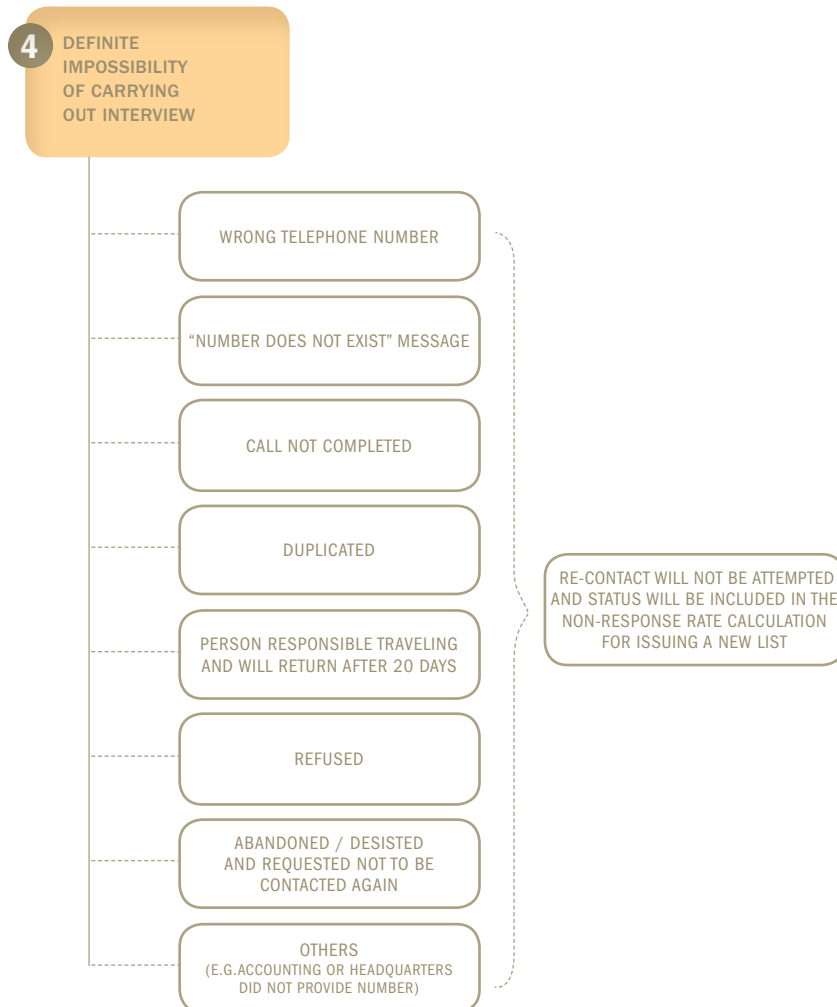 4
DEFINITE
IMPOSSIBILITY
OF CARRYING
OUT INTERVIEW
WRONG TELEPHONE NUMBER
“NUMBER DOES NOT EXIST” MESSAGE
CALL NOT COMPLETED
DUPLICATED
PERSON RESPONSIBLE TRAVELING
AND WILL RETURN AFTER 20 DAYS
REFUSED
ABANDONED / DESISTED
AND REQUESTED NOT TO BE
CONTACTED AGAIN
OTHERS
(E.G.ACCOUNTING OR HEADQUARTERS
DID NOT PROVIDE NUMBER)
RE-CONTACT WILL NOT BE ATTEMPTED
AND STATUS WILL BE INCLUDED IN THE
NON-RESPONSE RATE CALCULATION
FOR ISSUING A NEW LIST